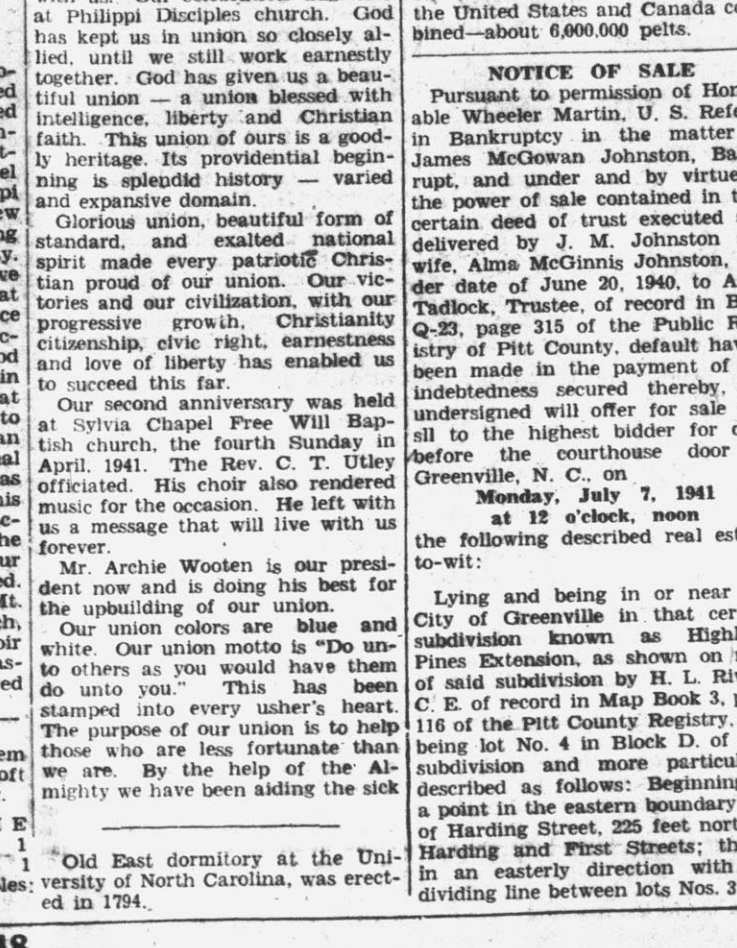 at Philippi Disciples church. God
has kept us in union so closely al-
lied, until we still work earnestly
together. God has given us a beau-
tiful union — a union blessed with
intelligence, liberty and Christian
faith. This union of ours is a good-
ly heritage. Its providential begin-
ning is splendid history — varied
and expansive domain.
Glorious union, beautiful form of
standard, and exalted national
spirit made every patriotic Chris-
tian proud of our union. Our vic-
tories and our civilization, with our
progressive growth, Christianity
citizenship, civic right, earnestness
and love of liberty has enabled us
to succeed this far.
Our second anniversary was held
at Sylvia Chapel Free Will Bap-
tish church, the fourth Sunday in
April, 1941. The Rev. C. T. Utley
officiated. His choir also rendered
music for the occasion. He left with
us a message that will live with us
forever.
Mr. Archie Wooten is our presi-
dent now and is doing his best for
the upbuilding of our union.
Our union colors are blue and
white. Our union motto is "Do un-
to others as you would have them
do unto you." This has been
stamped into every usher's heart.
The purpose of our union is to help
those who are less fortunate than
we are. By the help of the Al-
mighty we have been aiding the sick
Old East dormitory at the Uni-
versity of North Carolina, was erect-
ed in 1794.
the United States and Canada
bined—about 6,000,000 pelts.
NOTICE OF SALE
Pursuant to permission of Hon
able Wheeler Martin, U. S. Refe
in Bankruptcy in the matter
James McGowan Johnston, Ba
rupt, and under and by virtue
the power of sale contained in
certain deed of trust executed
delivered by J. M. Johnston
wife, Alma McGinnis Johnston,
der date of June 20, 1940, to A
Tadlock, Trustee, of record in B
Q-23, page 315 of the Public R
istry of Pitt County, default hav
been made in the payment of
indebtedness secured thereby,
undersigned will offer for sale
sll to the highest bidder for
before the courthouse door
Greenville, N. C., on
Monday, July 7, 1941
at 12 o'clock, noon
the following described real est
to-wit:
Lying and being in or near
City of Greenville in that cer
subdivision known as Highl
Pines Extension, as shown on
of said subdivision by H. L. Riv
C. E. of record in Map Book 3,
116 of the Pitt County Registry,
being lot No. 4 in Block D. of
subdivision and more particul
described as follows: Beginning
a point in the eastern boundary
of Harding Street, 225 feet nort
Harding and First Streets; th
in an easterly direction with
dividing line between lots Nos. 3